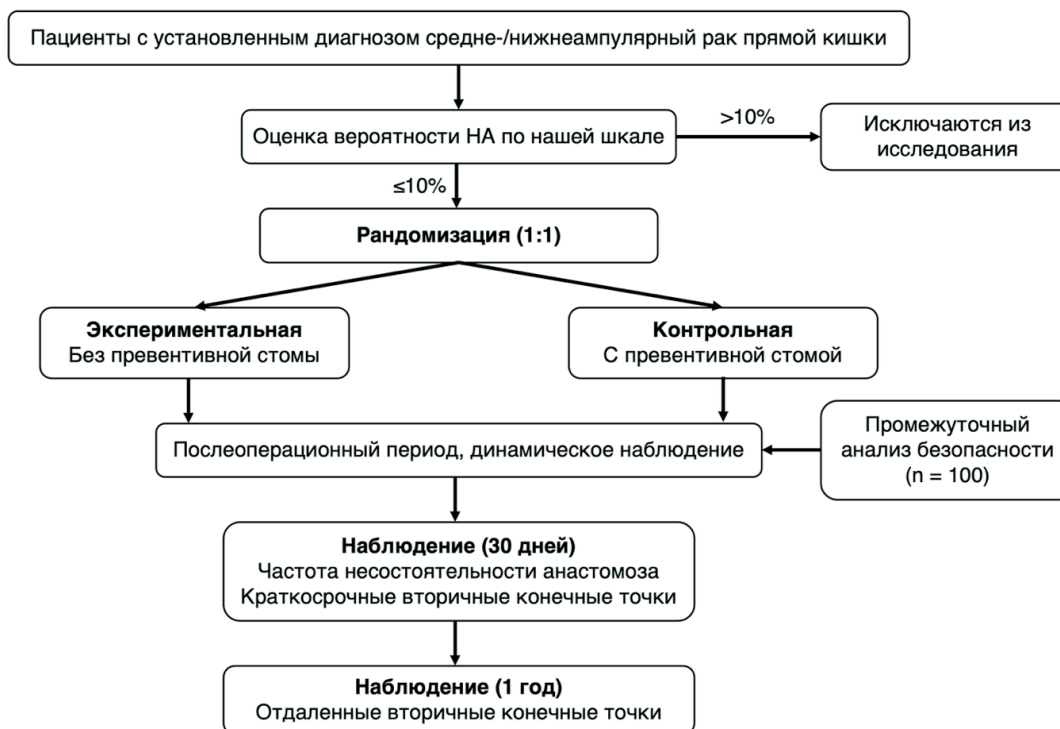 Пациенты с установленным диагнозом средне-/нижнеампулярный рак прямой кишки
Оценка вероятности НА по нашей шкале
>10%
Исключаются из
исследования
≤10%
Рандомизация (1:1)
Экспериментальная
Без превентивной стомы
Контрольная
С превентивной стомой
Послеоперационный период, динамическое наблюдение
Промежуточный
анализ безопасности
(n = 100)
Наблюдение (30 дней)
Частота несостоятельности анастомоза
Краткосрочные вторичные конечные точки
Наблюдение (1 год)
Отдаленные вторичные конечные точки